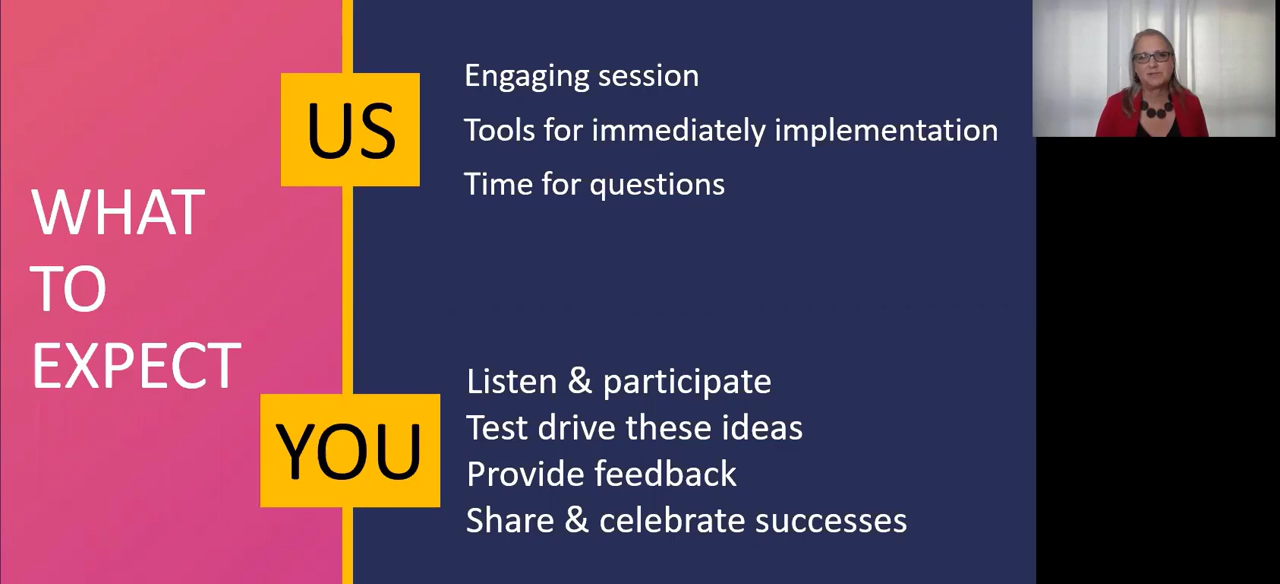 WHAT
TO
EXPECT
US
Engaging session
Tools for immediately implementation
Time for questions
YOU
Listen & participate
Test drive these ideas
Provide feedback
Share & celebrate successes